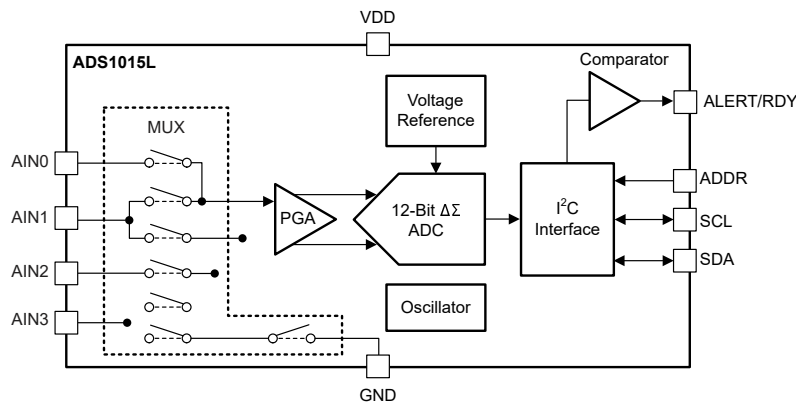 VDD
ADS1015L
Comparator
Voltage
Reference
ALERT/RDY
MUX
AIN0
ADDR
AIN1
PGA
12-Bit ΔΣ
ADC
I²C
Interface
SCL
AIN2
SDA
Oscillator
AIN3
GND